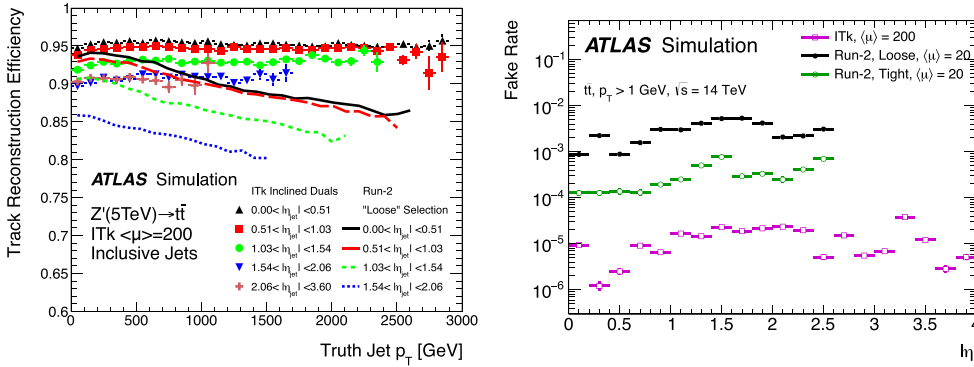 Track Reconstruction Efficiency
1
0.95
0.9
0.85
0.8
0.75
0.7
0.65
0.6
ATLAS Simulation
Z'(5TeV)→tt̄
ITk <μ>=200
Inclusive Jets
ITk Inclined Duals
0.00< |η_jet| <0.51
0.51< |η_jet| <1.03
1.03< |η_jet| <1.54
1.54< |η_jet| <2.06
2.06< |η_jet| <3.60
Run-2
"Loose" Selection
0.00< |η_jet| <0.51
0.51< |η_jet| <1.03
1.03< |η_jet| <1.54
1.54< |η_jet| <2.06
0 500 1000 1500 2000 2500 3000
Truth Jet p_T [GeV]
Fake Rate
10⁻¹
10⁻²
10⁻³
10⁻⁴
10⁻⁵
10⁻⁶
ATLAS Simulation
tt̄, p_T > 1 GeV, √s = 14 TeV
ITk, ⟨μ⟩ = 200
Run-2, Loose, ⟨μ⟩ = 20
Run-2, Tight, ⟨μ⟩ = 20
0 0.5 1 1.5 2 2.5 3 3.5 4
|η